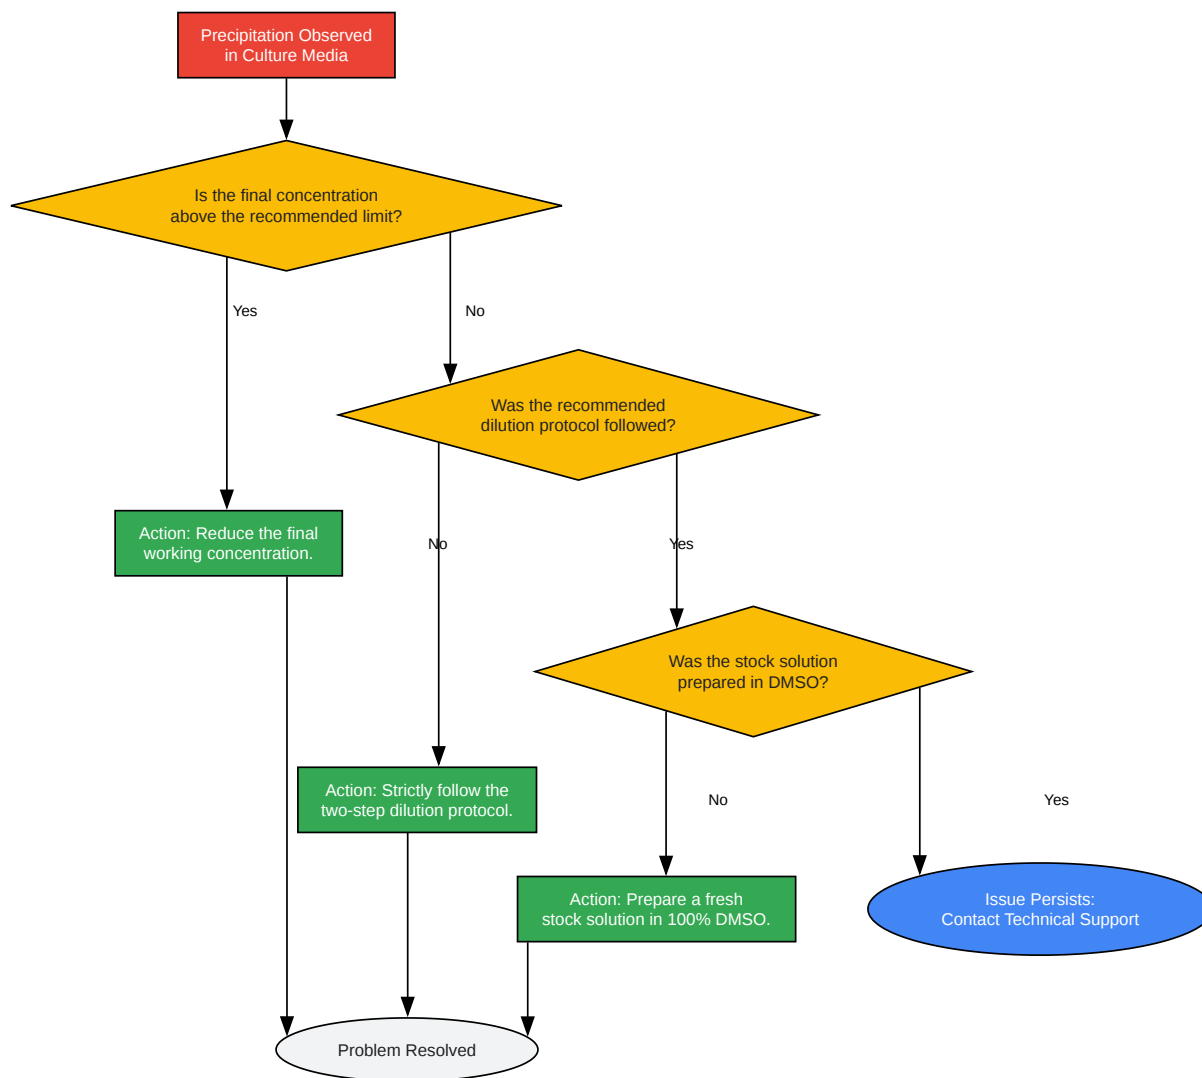 Precipitation Observed
in Culture Media
Is the final concentration
above the recommended limit?
Yes
No
Was the recommended
dilution protocol followed?
Action: Reduce the final
working concentration.
No
Yes
Was the stock solution
prepared in DMSO?
Action: Strictly follow the
two-step dilution protocol.
No
Yes
Action: Prepare a fresh
stock solution in 100% DMSO.
Issue Persists:
Contact Technical Support
Problem Resolved